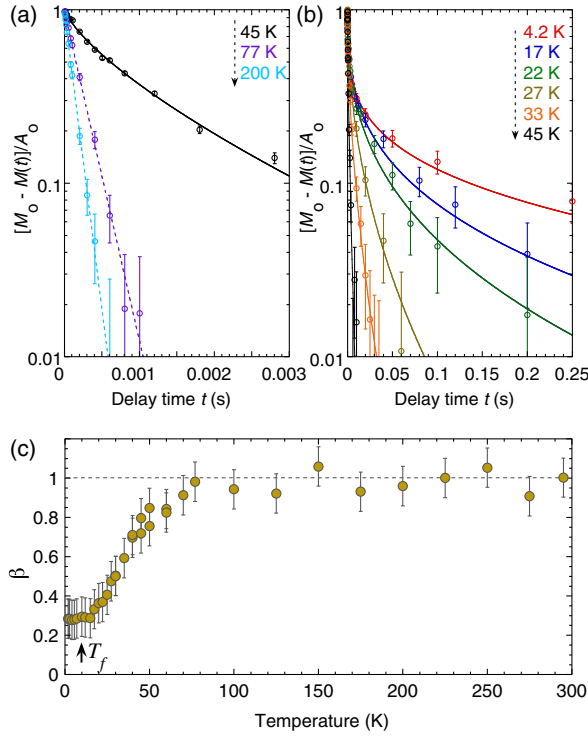 (a)
[M₀ - M(t)]/A₀
1
0.1
0.01
45 K
77 K
200 K
0
0.001
0.002
0.003
Delay time t (s)
(b)
[M₀ - M(t)]/A₀
1
0.1
0.01
4.2 K
17 K
22 K
27 K
33 K
45 K
0
0.05
0.1
0.15
0.2
0.25
Delay time t (s)
(c)
β
1
0.8
0.6
0.4
0.2
0
T_f
0
50
100
150
200
250
300
Temperature (K)